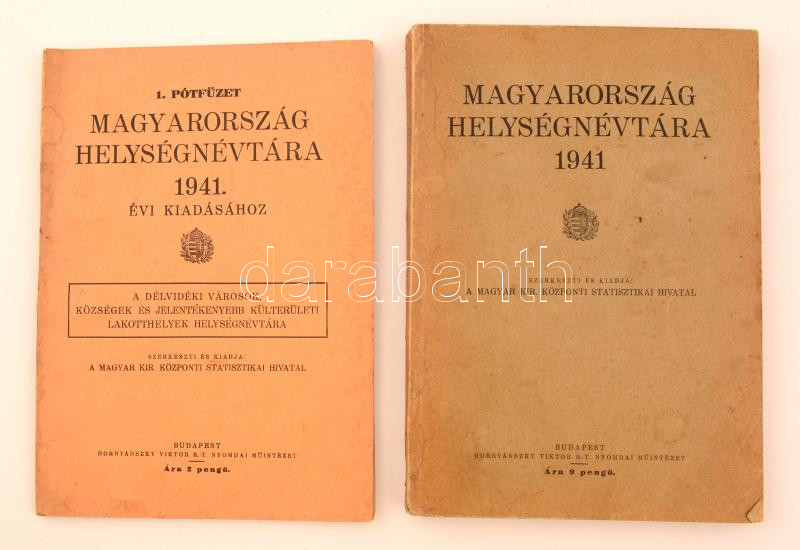 1. PÓTFÜZET
MAGYARORSZÁG
HELYSÉGNÉVTÁRA
1941.
ÉVI KIADÁSÁHOZ
A DÉLVIDÉKI VÁROSOK,
KÖZSÉGEK ÉS JELENTÉKENYEBB KÜLTERÜLETI
LAKOTTHELYEK HELYSÉGNÉVTÁRA
SZERKESZTI ÉS KIADJA:
A MAGYAR KIR. KÖZPONTI STATISZTIKAI HIVATAL
BUDAPEST
HORNYÁNSZKY VIKTOR R.-T. NYOMDAI MŰINTÉZET
Ára 2 pengő.
MAGYARORSZÁG
HELYSÉGNÉVTÁRA
1941
SZERKESZTI ÉS KIADJA:
A MAGYAR KIR. KÖZPONTI STATISZTIKAI HIVATAL
BUDAPEST
HORNYÁNSZKY VIKTOR R.-T. NYOMDAI MŰINTÉZET
Ára 9 pengő.
darabanth